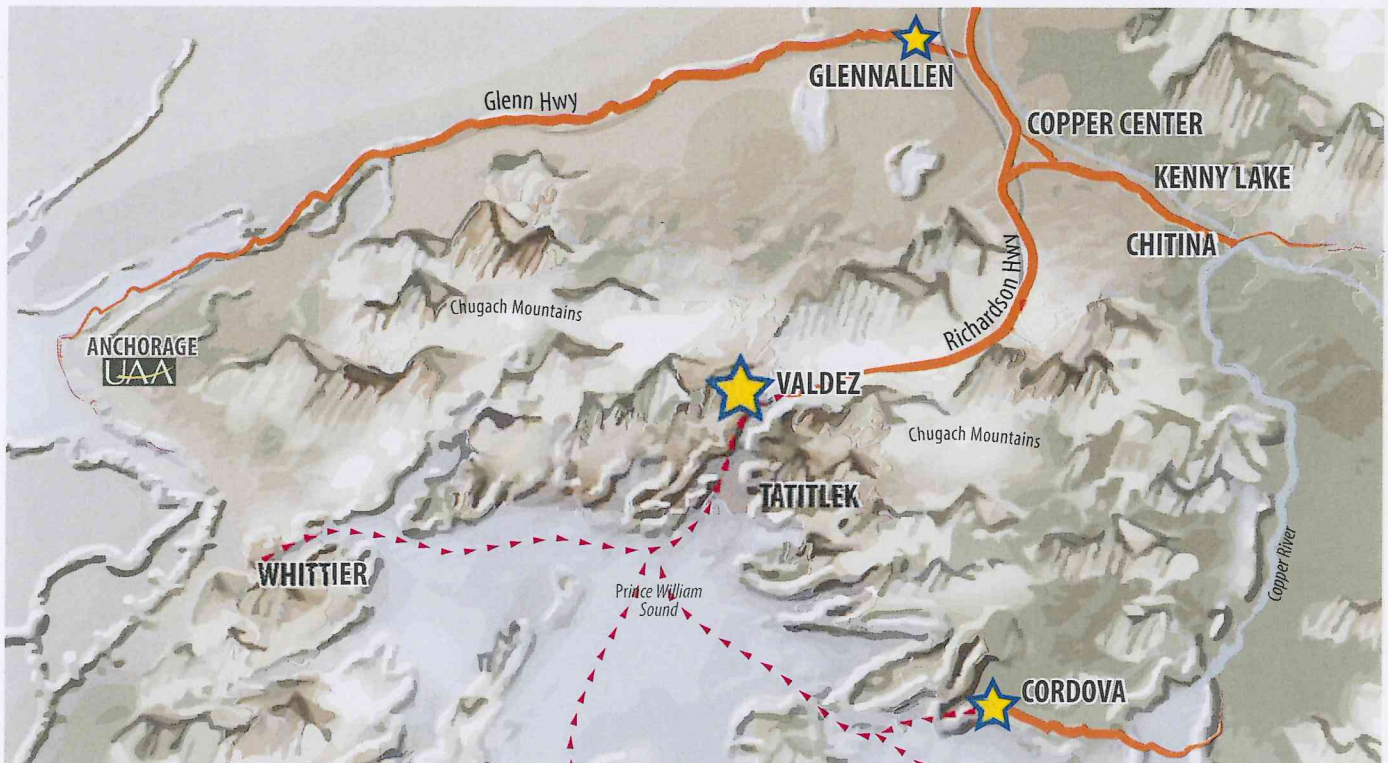 GLENNALLEN
Glenn Hwy
COPPER CENTER
KENNY LAKE
CHITINA
Richardson Hwy
Chugach Mountains
ANCHORAGE
UAA
VALDEZ
Chugach Mountains
TATITLEK
WHITTIER
Prince William
Sound
Copper River
CORDOVA